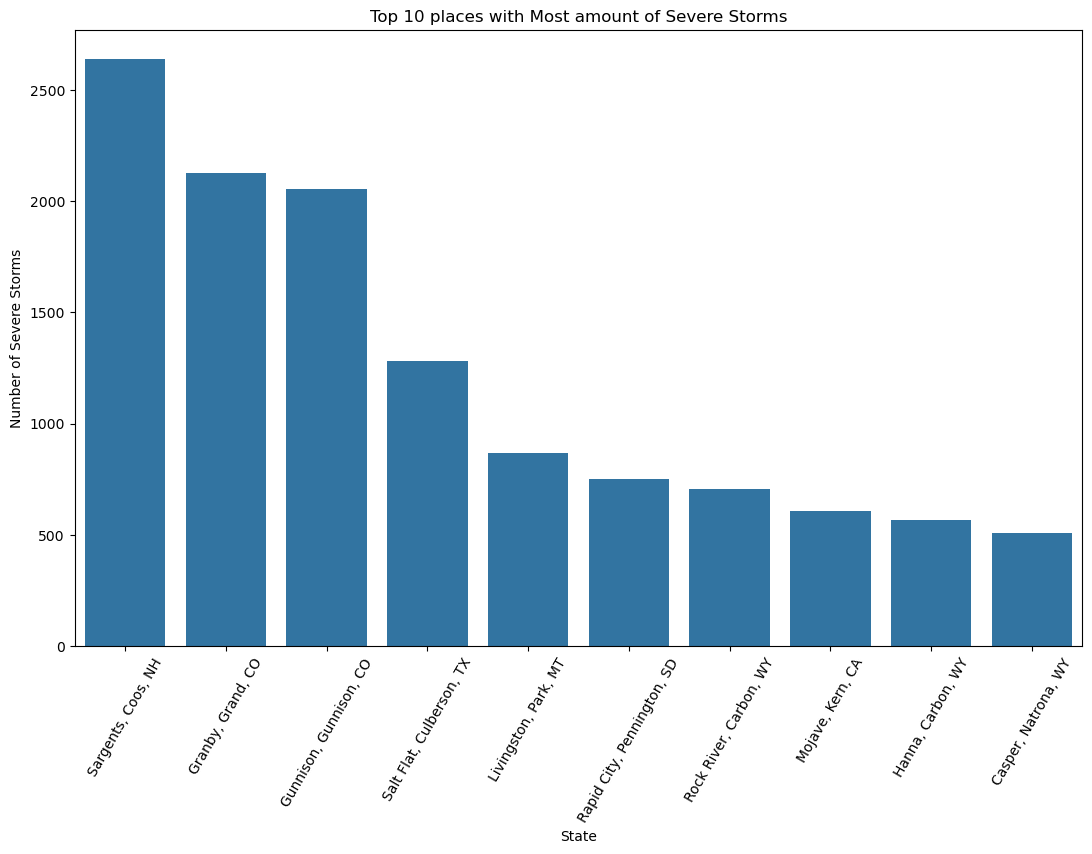 Top 10 places with Most amount of Severe Storms
Number of Severe Storms
2500
2000
1500
1000
500
0
Sargents, Coos, NH
Granby, Grand, CO
Gunnison, Gunnison, CO
Salt Flat, Culberson, TX
Livingston, Park, MT
Rapid City, Pennington, SD
Rock River, Carbon, WY
Mojave, Kern, CA
Hanna, Carbon, WY
Casper, Natrona, WY
State